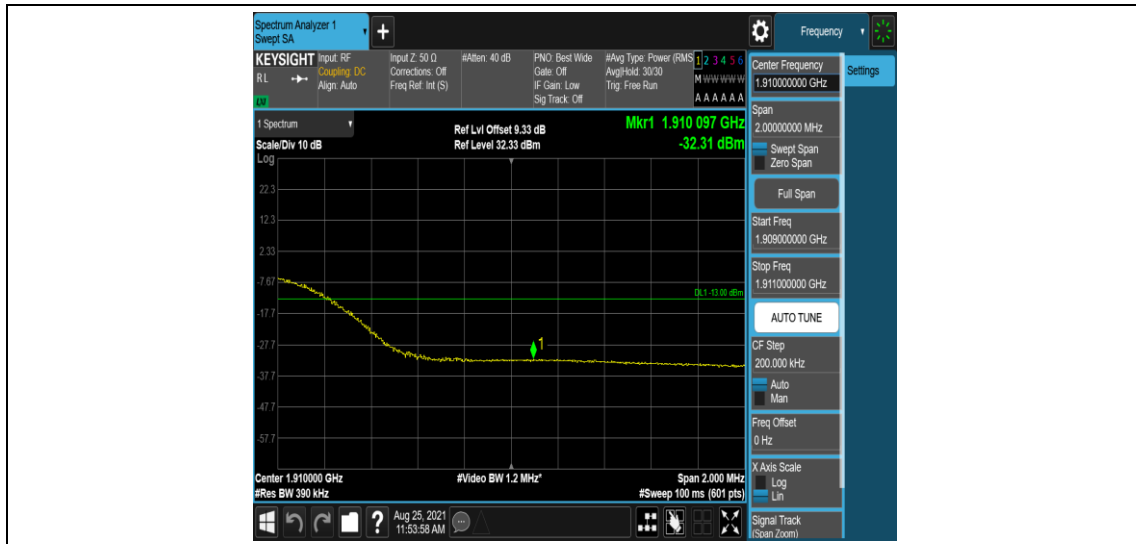 Spectrum Analyzer 1
Swept SA
+
Frequency
KEYSIGHT
RL
LXI
Input: RF
Coupling: DC
Align: Auto
Input Z: 50 Ω
Corrections: Off
Freq Ref: Int (S)
#Atten: 40 dB
PNO: Best Wide
Gate: Off
IF Gain: Low
Sig Track: Off
#Avg Type: Power (RMS
Avg|Hold: 30/30
Trig: Free Run
1 2 3 4 5 6
M W W W W W
A A A A A A
1 Spectrum
Scale/Div 10 dB
Log
Ref Lvl Offset 9.33 dB
Ref Level 32.33 dBm
Mkr1 1.910 097 GHz
-32.31 dBm
22.3
12.3
2.33
-7.67
-17.7
-27.7
-37.7
-47.7
-57.7
DL1 -13.00 dBm
1
Center 1.910000 GHz
#Res BW 390 kHz
#Video BW 1.2 MHz*
Span 2.000 MHz
#Sweep 100 ms (601 pts)
?
Aug 25, 2021
11:53:58 AM
Center Frequency
1.910000000 GHz
Settings
Span
2.00000000 MHz
Swept Span
Zero Span
Full Span
Start Freq
1.909000000 GHz
Stop Freq
1.911000000 GHz
AUTO TUNE
CF Step
200.000 kHz
Auto
Man
Freq Offset
0 Hz
X Axis Scale
Log
Lin
Signal Track
(Span Zoom)